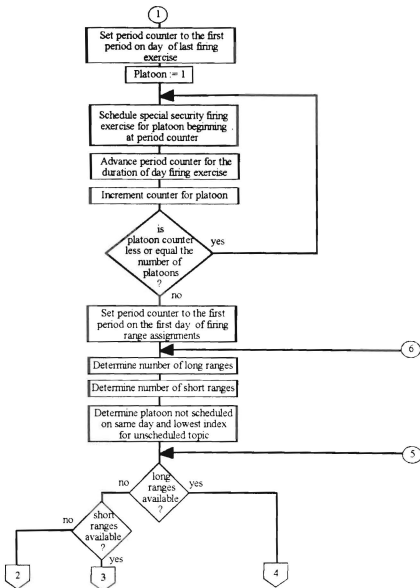 1
Set period counter to the first
period on day of last firing
exercise
Platoon := 1
Schedule special security firing
exercise for platoon beginning
at period counter
Advance period counter for the
duration of day firing exercise
Increment counter for platoon
is
platoon counter
less or equal the
number of
platoons
?
yes
no
Set period counter to the first
period on the first day of firing
range assignments
6
Determine number of long ranges
Determine number of short ranges
Determine platoon not scheduled
on same day and lowest index
for unscheduled topic
5
no
long
ranges
available
?
yes
no
short
ranges
available
?
yes
2
3
4